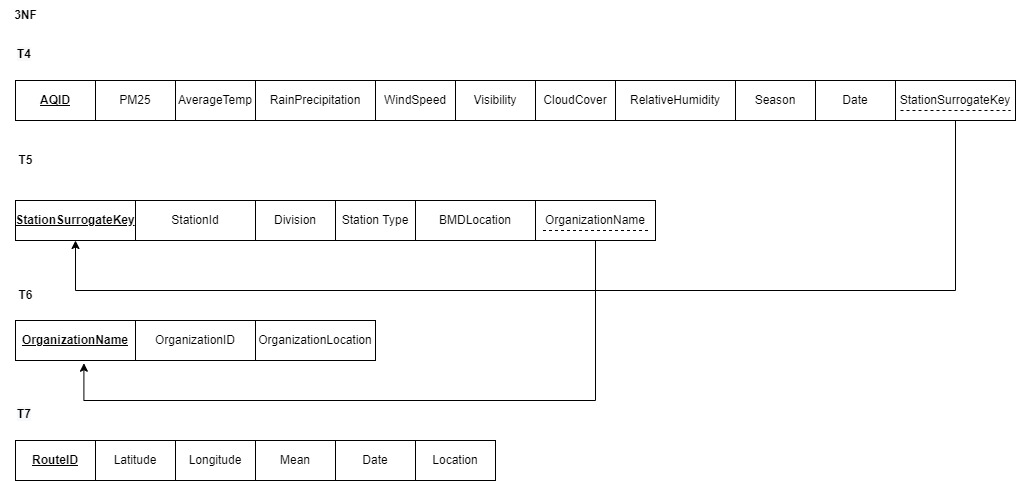 3NF
T4
AQID PM25 AverageTemp RainPrecipitation WindSpeed Visibility CloudCover RelativeHumidity Season Date StationSurrogateKey
T5
StationSurrogateKey StationId Division Station Type BMDLocation OrganizationName
T6
OrganizationName OrganizationID OrganizationLocation
T7
RouteID Latitude Longitude Mean Date Location